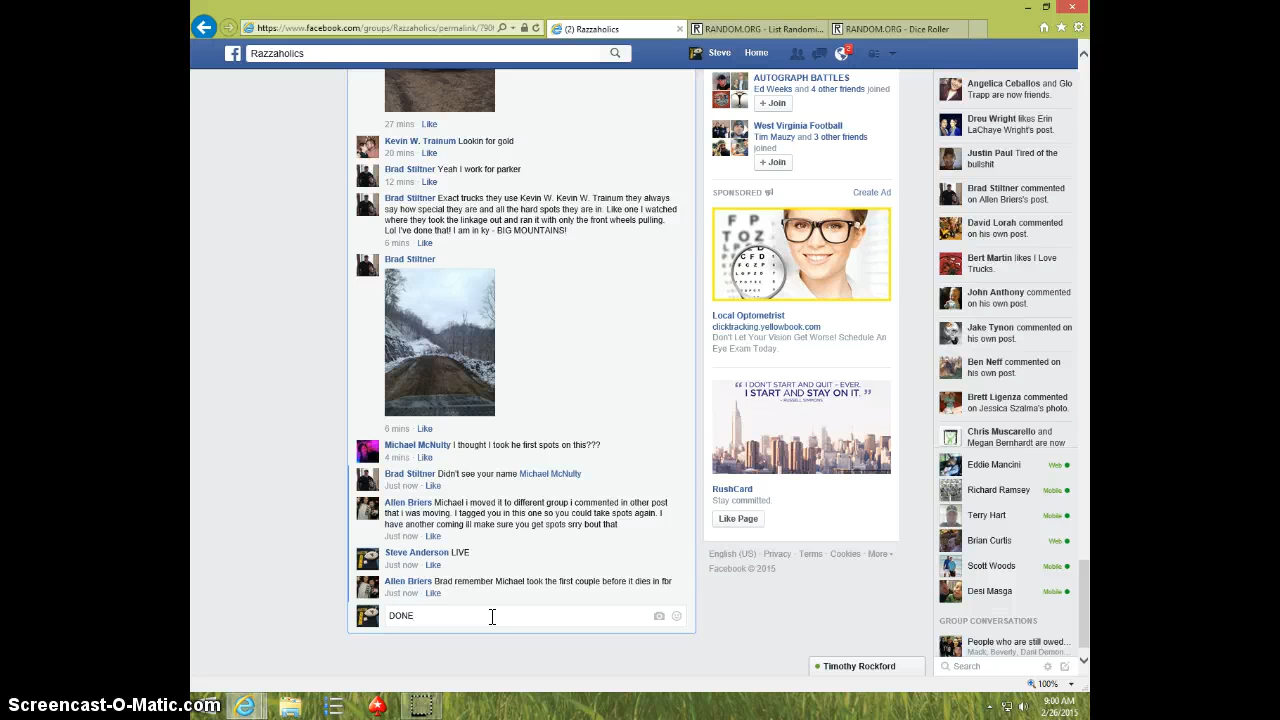 https://www.facebook.com/groups/Razzaholics/permalink/790
(2) Razzaholics
RANDOM.ORG - List Randomi...
RANDOM.ORG - Dice Roller
Razzaholics
Steve
Home
2
27 mins · Like
Kevin W. Trainum Lookin for gold
20 mins · Like
Brad Stiltner Yeah I work for parker
12 mins · Like
Brad Stiltner Exact trucks they use Kevin W. Kevin W. Trainum they always
say how special they are and all the hard spots they are in. Like one I watched
where they took the linkage out and ran it with only the front wheels pulling.
Lol I've done that! I am in ky - BIG MOUNTAINS!
6 mins · Like
Brad Stiltner
6 mins · Like
Michael McNulty I thought I took he first spots on this???
4 mins · Like
Brad Stiltner Didn't see your name Michael McNulty
Just now · Like
Allen Briers Michael i moved it to different group i commented in other post
that i was moving. I tagged you in this one so you could take spots again. I
have another coming ill make sure you get spots srry bout that
Just now · Like
Steve Anderson LIVE
Just now · Like
Allen Briers Brad remember Michael took the first couple before it dies in fbr
Just now · Like
DONE
AUTOGRAPH BATTLES
Ed Weeks and 4 other friends joined
+ Join
West Virginia Football
Tim Mauzy and 3 other friends
joined
+ Join
SPONSORED
Create Ad
Local Optometrist
clicktracking.yellowbook.com
Don't Let Your Vision Get Worse! Schedule An
Eye Exam Today.
" I DON'T START AND QUIT – EVER.
I START AND STAY ON IT. "
– RUSSELL SIMMONS
RushCard
Stay committed.
Like Page
English (US) · Privacy · Terms · Cookies · More
Facebook © 2015
Angelica Ceballos and Glo
Trapp are now friends.
Dreu Wright likes Erin
LaChaye Wright's post.
Justin Paul Tired of the
bullshit
Brad Stiltner commented
on Allen Briers's post.
David Lorah commented
on his own post.
Bert Martin likes I Love
Trucks.
John Anthony commented
on his own post.
Jake Tynon commented on
his own post.
Ben Neff commented on
his own post.
Brett Ligenza commented
on Jessica Szalma's photo.
Chris Muscarello and
Megan Bernhardt are now
Eddie Mancini Web
Richard Ramsey Mobile
Terry Hart Mobile
Brian Curtis Web
Scott Woods Mobile
Desi Masga Mobile
GROUP CONVERSATIONS
People who are still owed...
Mack, Beverly, Dani Demon...
Search
Timothy Rockford
100%
9:00 AM
2/26/2015
Screencast-O-Matic.com